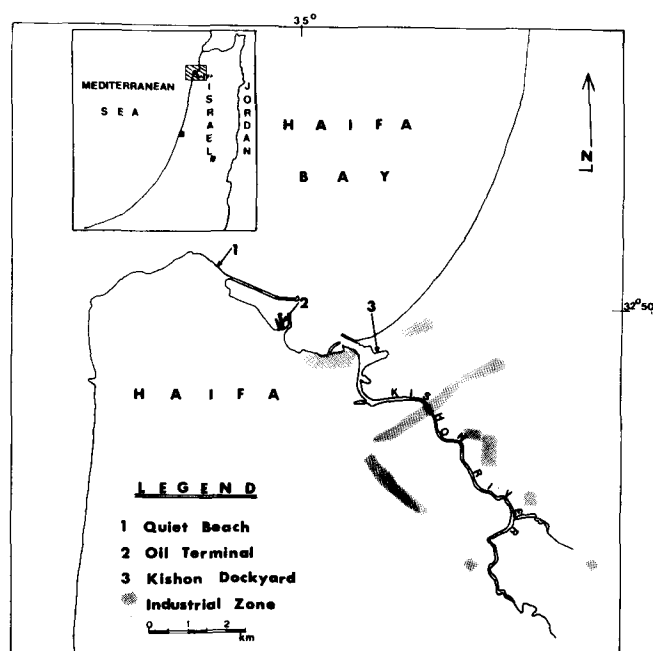 35°
MEDITERRANEAN
SEA
ISRAEL
JORDAN
HAIFA
BAY
N
1
2
3
32°50
HAIFA
KISHON RIVER
LEGEND
1 Quiet Beach
2 Oil Terminal
3 Kishon Dockyard
Industrial Zone
0 1 2
km